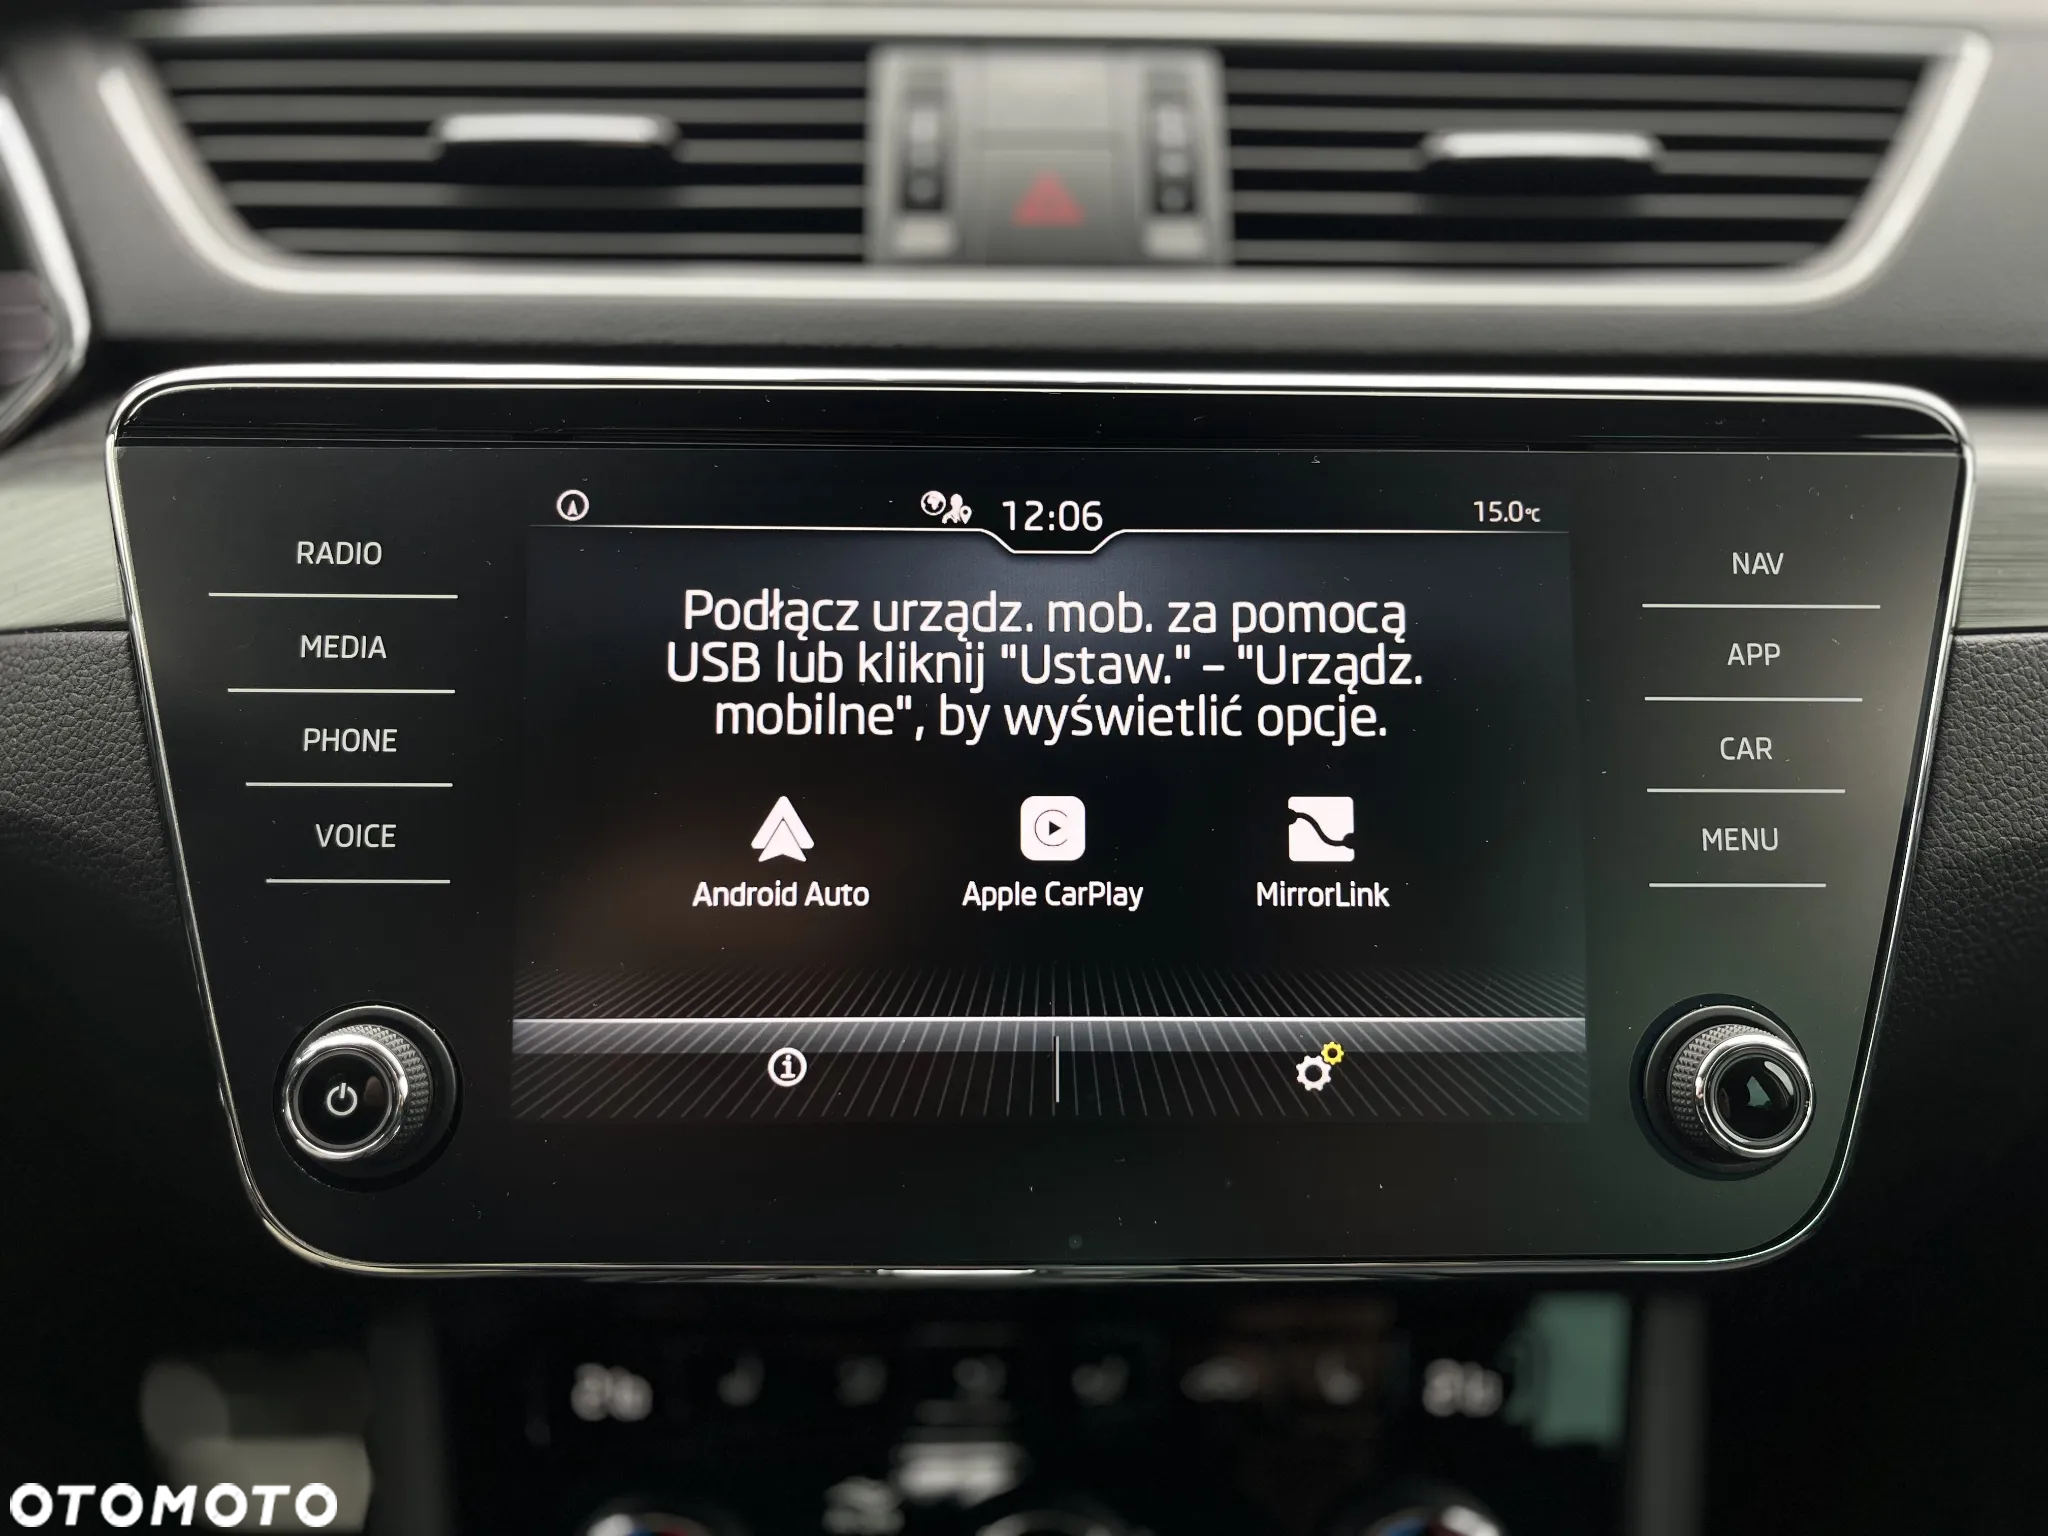 12:06
15.0°C
RADIO
MEDIA
PHONE
VOICE
Podłącz urządz. mob. za pomocą
USB lub kliknij "Ustaw." – "Urządz.
mobilne", by wyświetlić opcje.
Android Auto
Apple CarPlay
MirrorLink
NAV
APP
CAR
MENU
OTOMOTO